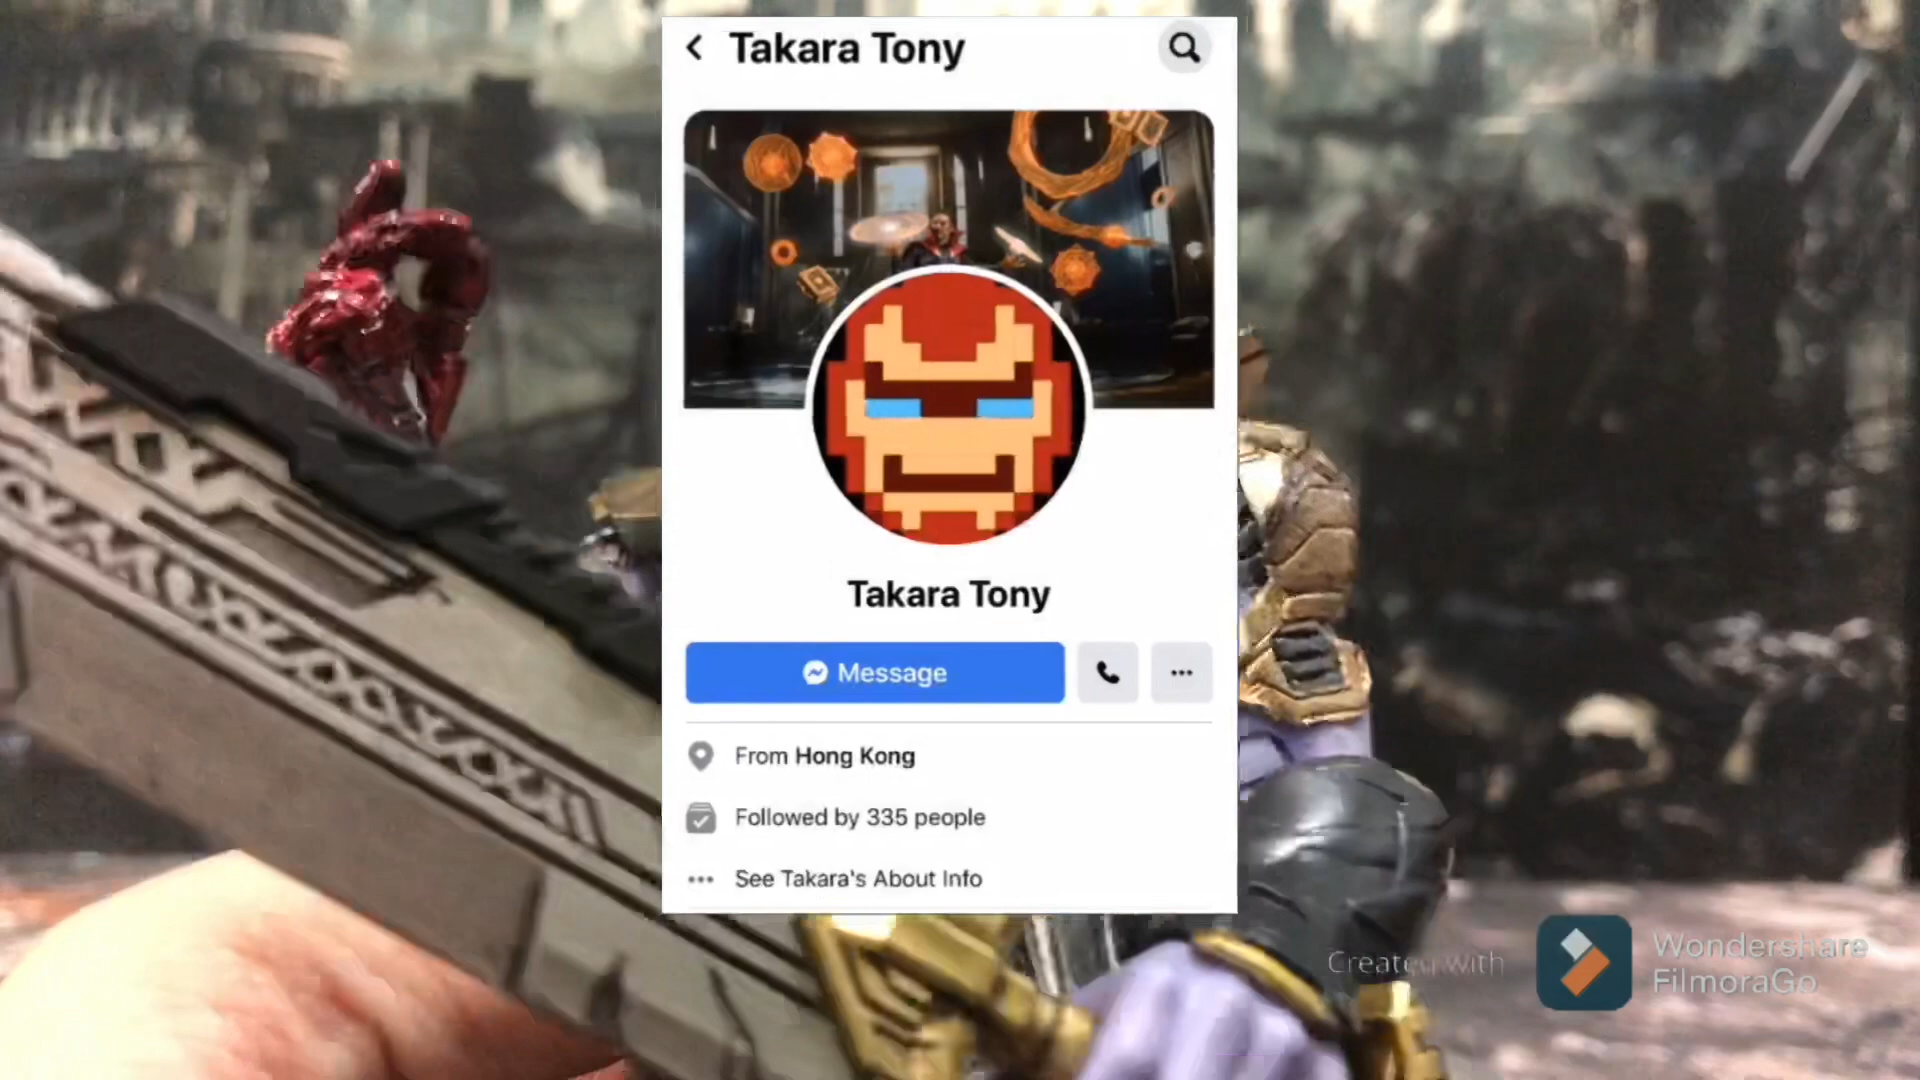 Takara Tony
Takara Tony
Message
From Hong Kong
Followed by 335 people
See Takara's About Info
Created with
Wondershare
FilmoraGo